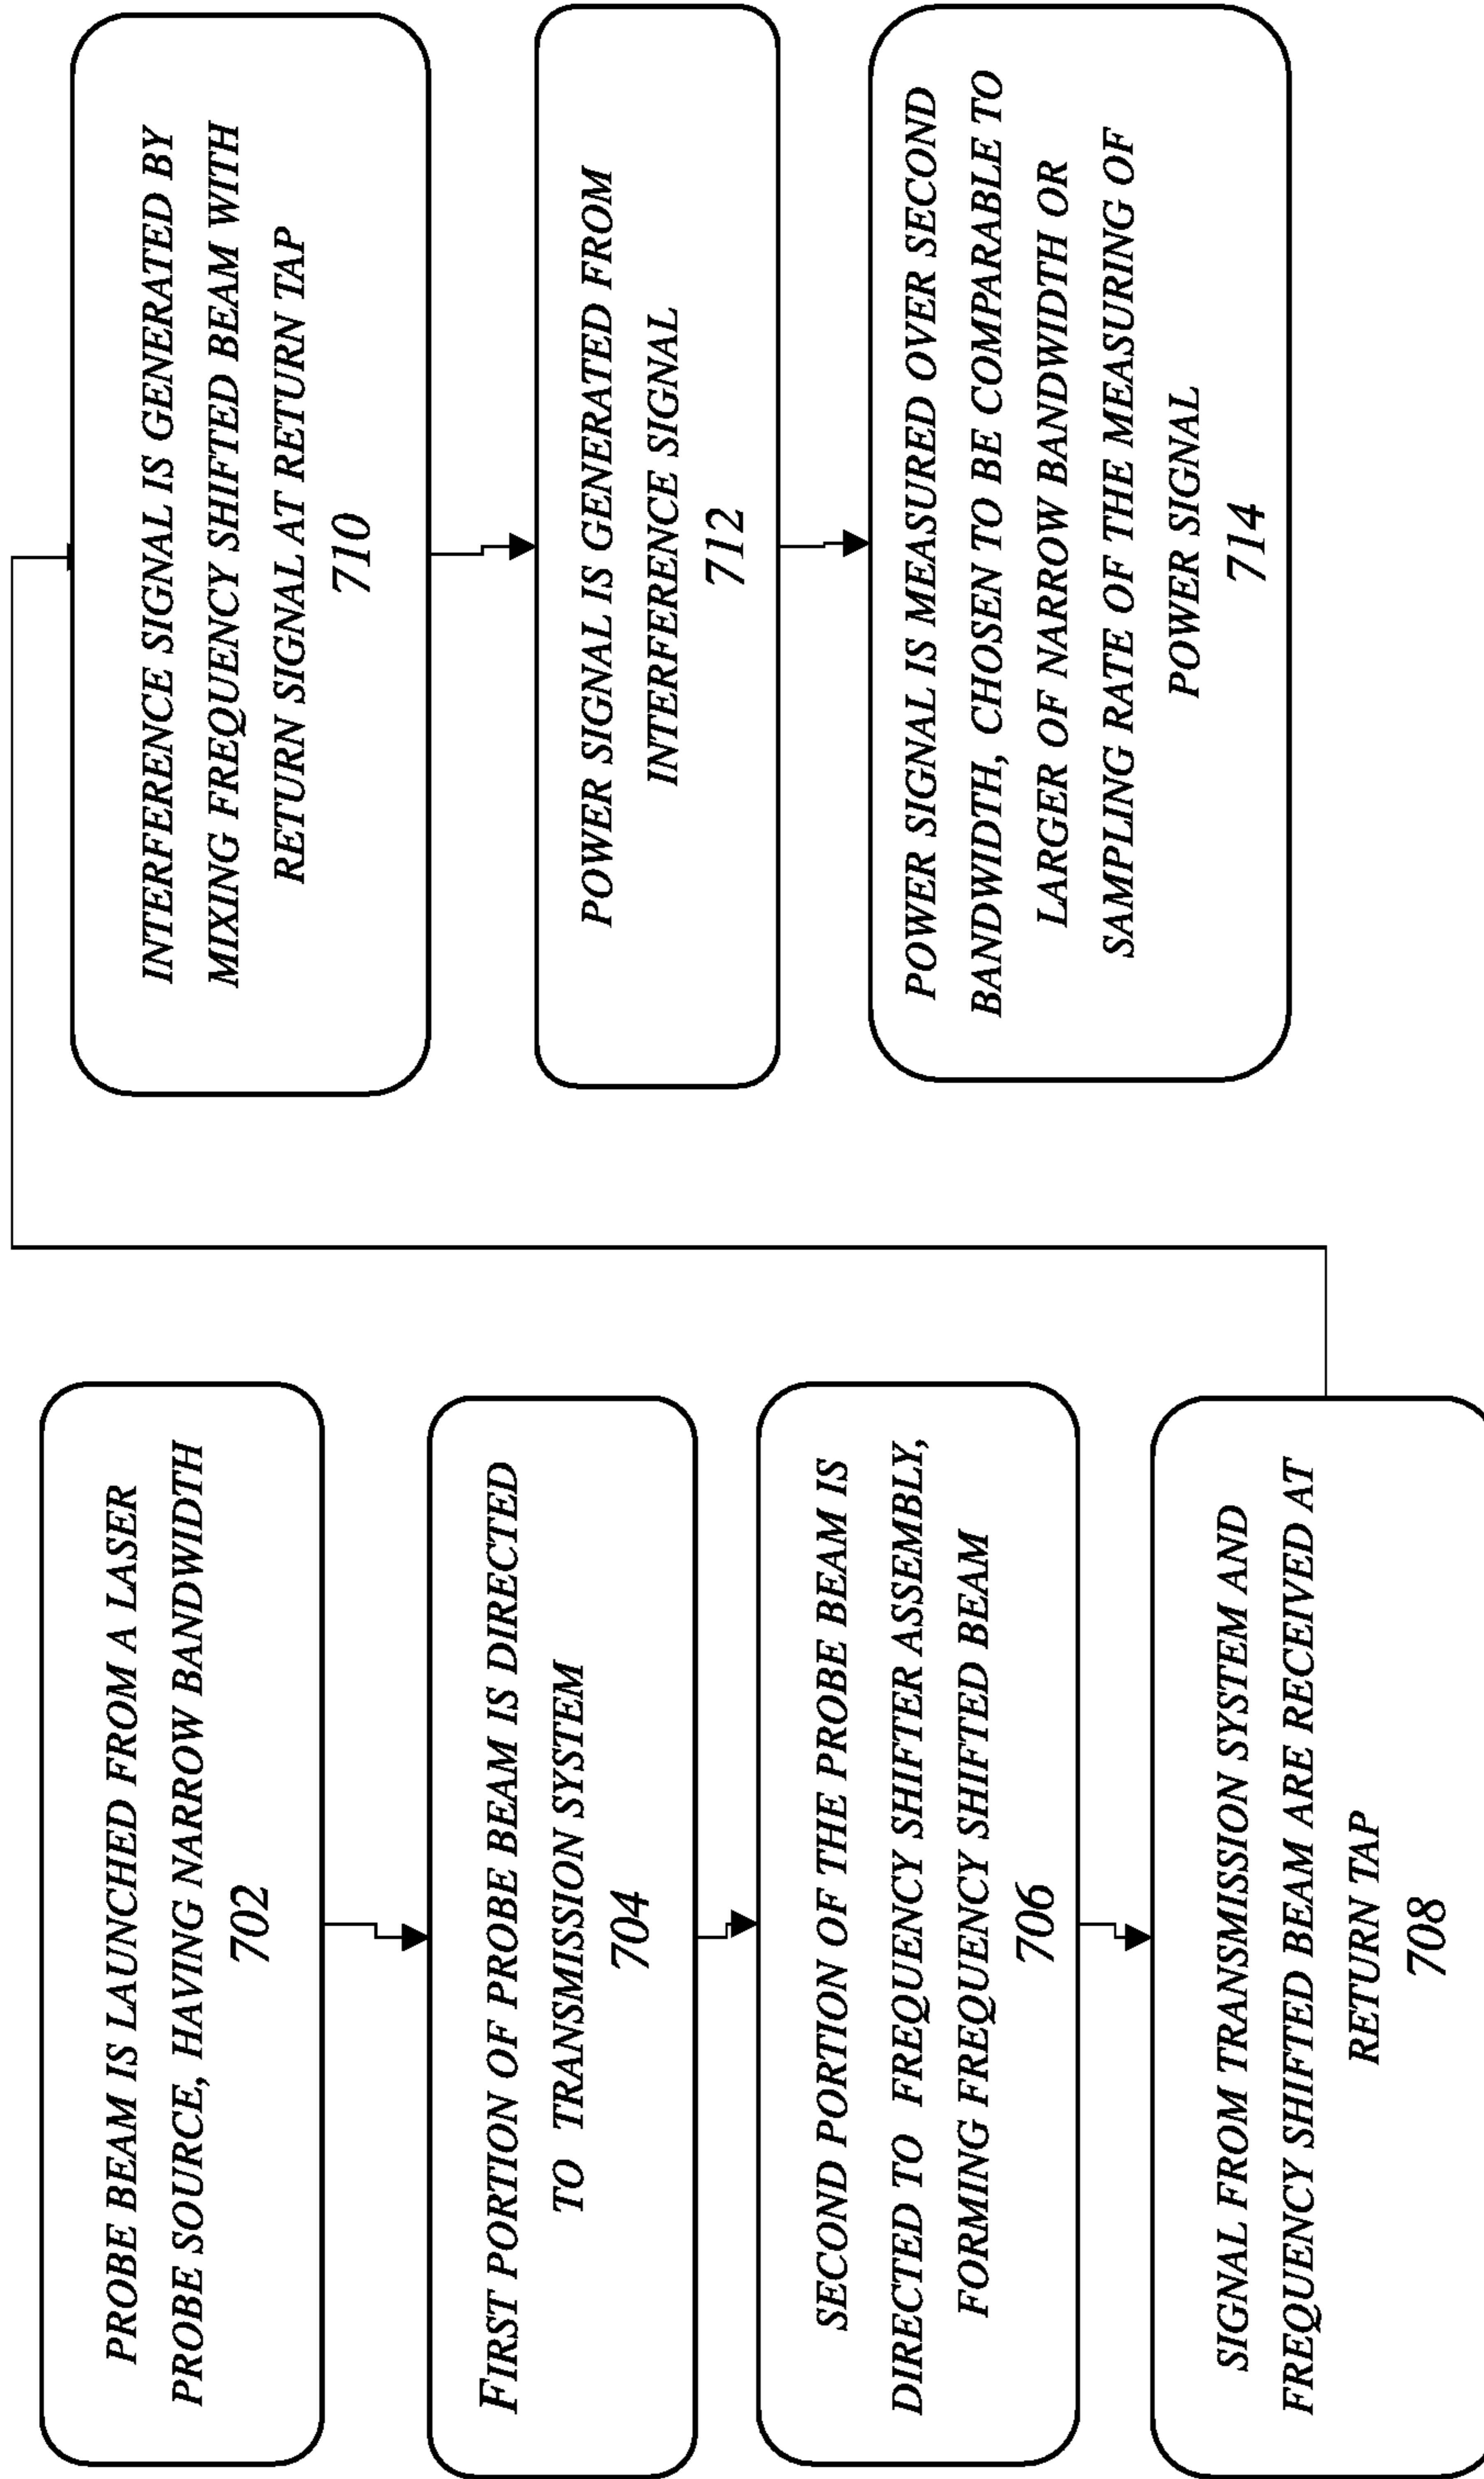 PROBE BEAM IS LAUNCHED FROM A LASER
PROBE SOURCE, HAVING NARROW BANDWIDTH
702
FIRST PORTION OF PROBE BEAM IS DIRECTED
TO TRANSMISSION SYSTEM
704
SECOND PORTION OF THE PROBE BEAM IS
DIRECTED TO FREQUENCY SHIFTER ASSEMBLY,
FORMING FREQUENCY SHIFTED BEAM
706
SIGNAL FROM TRANSMISSION SYSTEM AND
FREQUENCY SHIFTED BEAM ARE RECEIVED AT
RETURN TAP
708
INTERFERENCE SIGNAL IS GENERATED BY
MIXING FREQUENCY SHIFTED BEAM WITH
RETURN SIGNAL AT RETURN TAP
710
POWER SIGNAL IS GENERATED FROM
INTERFERENCE SIGNAL
712
POWER SIGNAL IS MEASURED OVER SECOND
BANDWIDTH, CHOSEN TO BE COMPARABLE TO
LARGER OF NARROW BANDWIDTH OR
SAMPLING RATE OF THE MEASURING OF
POWER SIGNAL
714